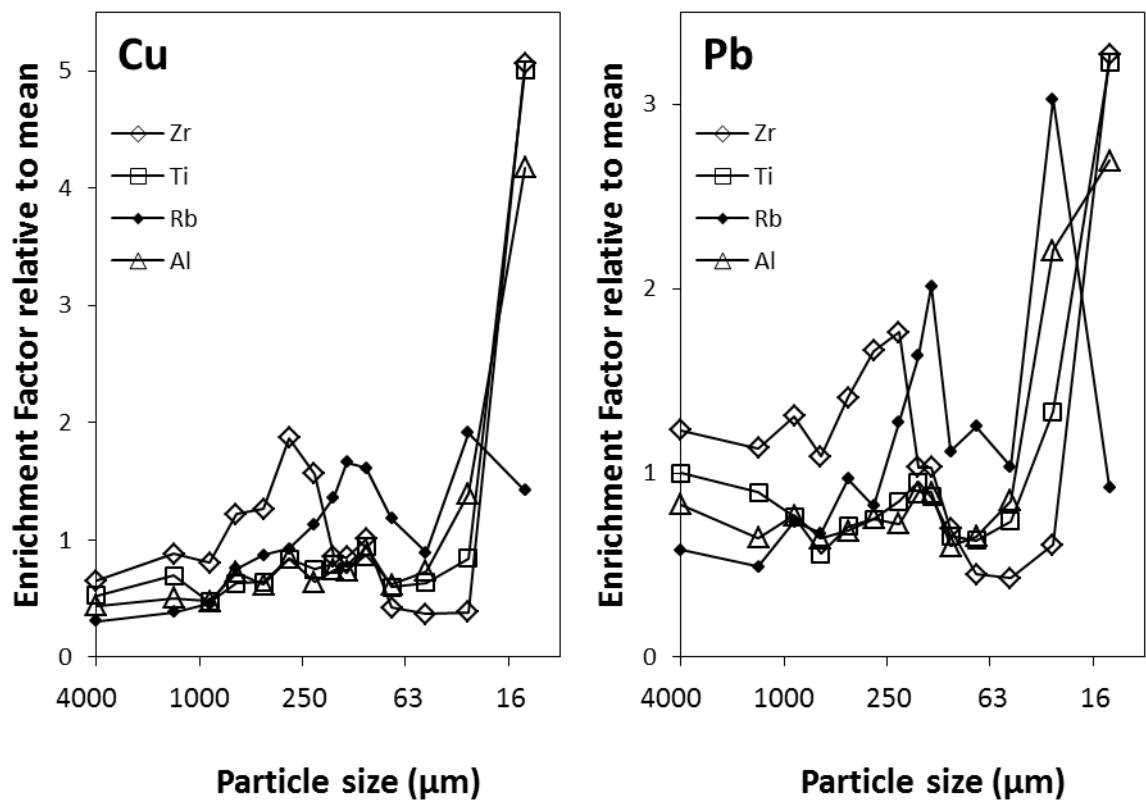 Cu
Enrichment Factor relative to mean
5
4
3
2
1
0
Zr
Ti
Rb
Al
4000 1000 250 63 16
Particle size (µm)
Pb
Enrichment Factor relative to mean
3
2
1
0
Zr
Ti
Rb
Al
4000 1000 250 63 16
Particle size (µm)